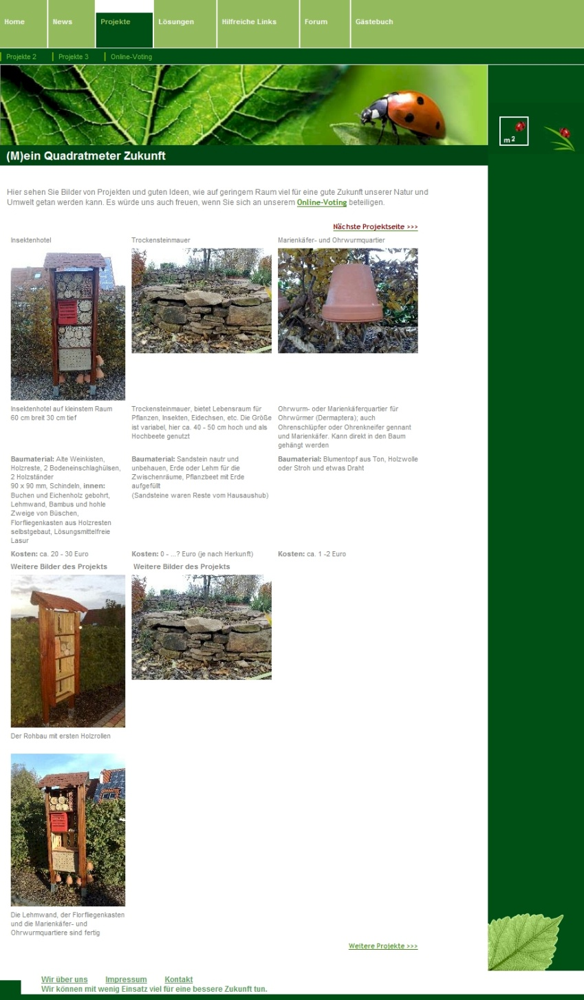 Home
News
Projekte
Lösungen
Hilfreiche Links
Forum
Gästebuch
Projekte 2
Projekte 3
Online-Voting
m²
(M)ein Quadratmeter Zukunft
Hier sehen Sie Bilder von Projekten und guten Ideen, wie auf geringem Raum viel für eine gute Zukunft unserer Natur und
Umwelt getan werden kann. Es würde uns auch freuen, wenn Sie sich an unserem Online-Voting beteiligen.
Nächste Projektseite >>>
Insektenhotel
Trockensteinmauer
Marienkäfer- und Ohrwurmquartier
Insektenhotel auf kleinstem Raum
60 cm breit 30 cm tief
Trockensteinmauer, bietet Lebensraum für
Pflanzen, Insekten, Eidechsen, etc. Die Größe
ist variabel, hier ca. 40 - 50 cm hoch und als
Hochbeete genutzt
Ohrwurm- oder Marienkäferquartier für
Ohrwürmer (Dermaptera); auch
Ohrenschlüpfer oder Ohrenkneifer gennant
und Marienkäfer. Kann direkt in den Baum
gehängt werden
Baumaterial: Alte Weinkisten,
Holzreste, 2 Bodeneinschlaghülsen,
2 Holzständer
90 x 90 mm, Schindeln, innen:
Buchen und Eichenholz gebohrt,
Lehmwand, Bambus und hohle
Zweige von Büschen,
Florfliegenkasten aus Holzresten
selbstgebaut, Lösungsmittelfreie
Lasur
Baumaterial: Sandstein nautr und
unbehauen, Erde oder Lehm für die
Zwischenräume, Pflanzbeet mit Erde
aufgefüllt
(Sandsteine waren Reste vom Hausaushub)
Baumaterial: Blumentopf aus Ton, Holzwolle
oder Stroh und etwas Draht
Kosten: ca. 20 - 30 Euro
Kosten: 0 - ...? Euro (je nach Herkunft)
Kosten: ca. 1 -2 Euro
Weitere Bilder des Projekts
Weitere Bilder des Projekts
Der Rohbau mit ersten Holzrollen
Die Lehmwand, der Florfliegenkasten
und die Marienkäfer- und
Ohrwurmquartiere sind fertig
Weitere Projekte >>>
Wir über uns
Impressum
Kontakt
Wir können mit wenig Einsatz viel für eine bessere Zukunft tun.